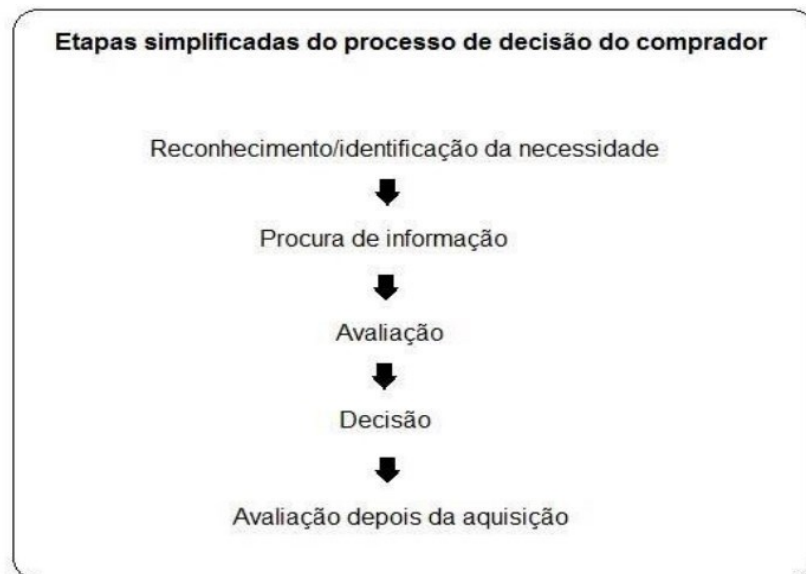 Etapas simplificadas do processo de decisão do comprador
Reconhecimento/identificação da necessidade
Procura de informação
Avaliação
Decisão
Avaliação depois da aquisição